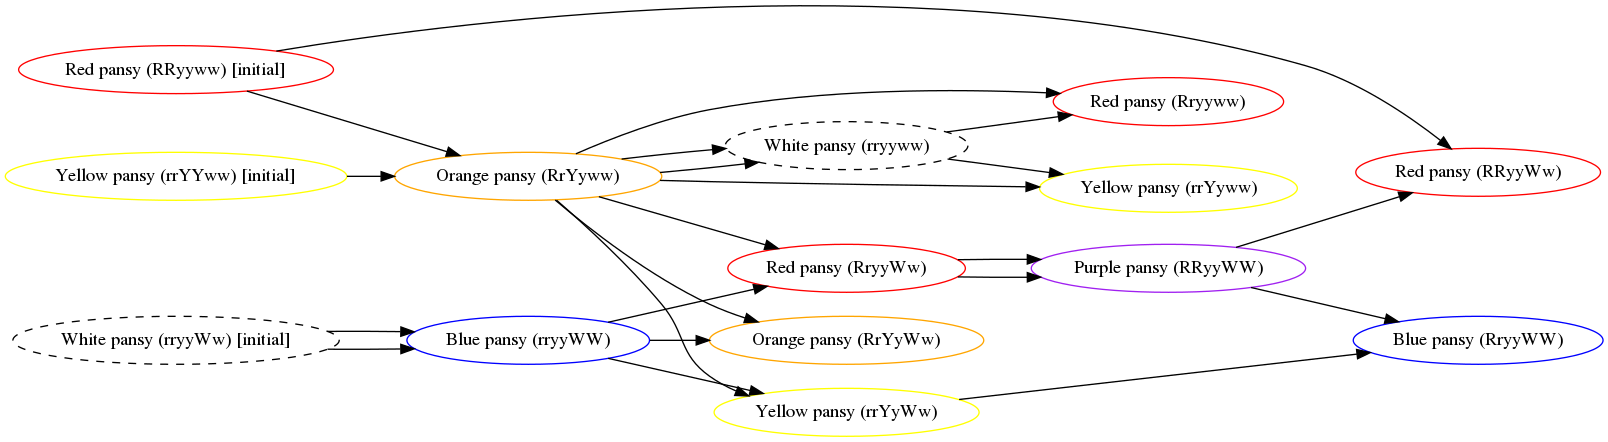 Red pansy (RRyyww) [initial]
Red pansy (Rryyww)
White pansy (rryyww)
Red pansy (RRyyWw)
Yellow pansy (rrYYww) [initial]
Orange pansy (RrYyww)
Yellow pansy (rrYyww)
Red pansy (RryyWw)
Purple pansy (RRyyWW)
White pansy (rryyWw) [initial]
Blue pansy (rryyWW)
Orange pansy (RrYyWw)
Blue pansy (RryyWW)
Yellow pansy (rrYyWw)